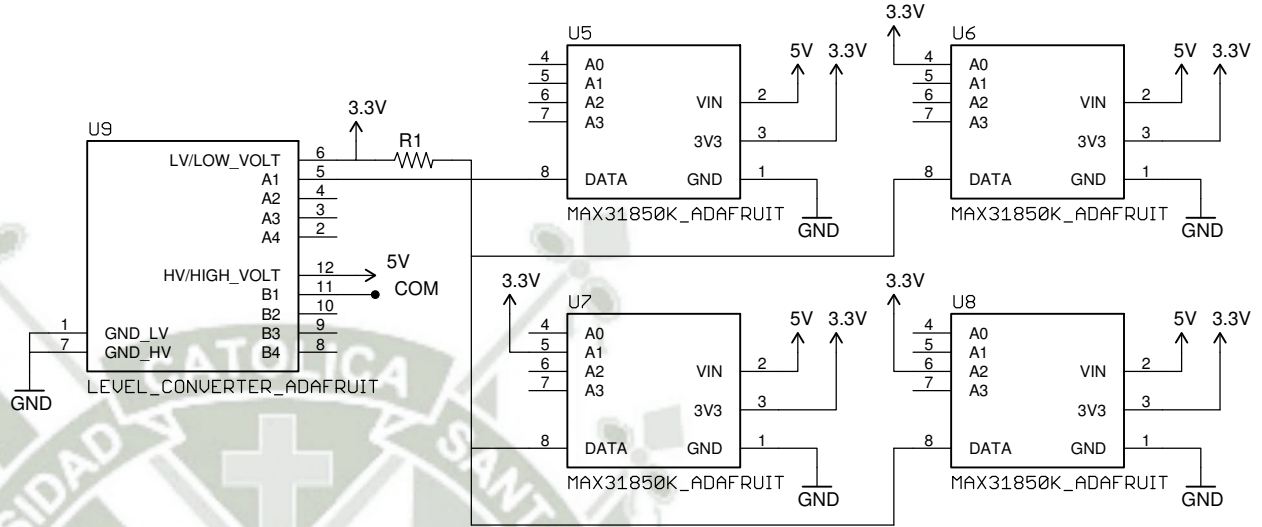 3.3V
U9
LV/LOW_VOLT 6
A1 5
A2 4
A3 3
A4 2
HV/HIGH_VOLT 12
5V
B1 11
COM
B2 10
B3 9
B4 8
1 GND_LV
7 GND_HV
GND
LEVEL_CONVERTER_ADAFRUIT
R1
U5
4 A0
5 A1
6 A2
7 A3
VIN 2
5V 3.3V
3V3 3
8 DATA
GND 1
MAX31850K_ADAFRUIT
GND
3.3V
U6
4 A0
5 A1
6 A2
7 A3
VIN 2
5V 3.3V
3V3 3
8 DATA
GND 1
MAX31850K_ADAFRUIT
GND
3.3V
U7
4 A0
5 A1
6 A2
7 A3
VIN 2
5V 3.3V
3V3 3
8 DATA
GND 1
MAX31850K_ADAFRUIT
GND
3.3V
U8
4 A0
5 A1
6 A2
7 A3
VIN 2
5V 3.3V
3V3 3
8 DATA
GND 1
MAX31850K_ADAFRUIT
GND
CATOLICA
SIDAD
SANT